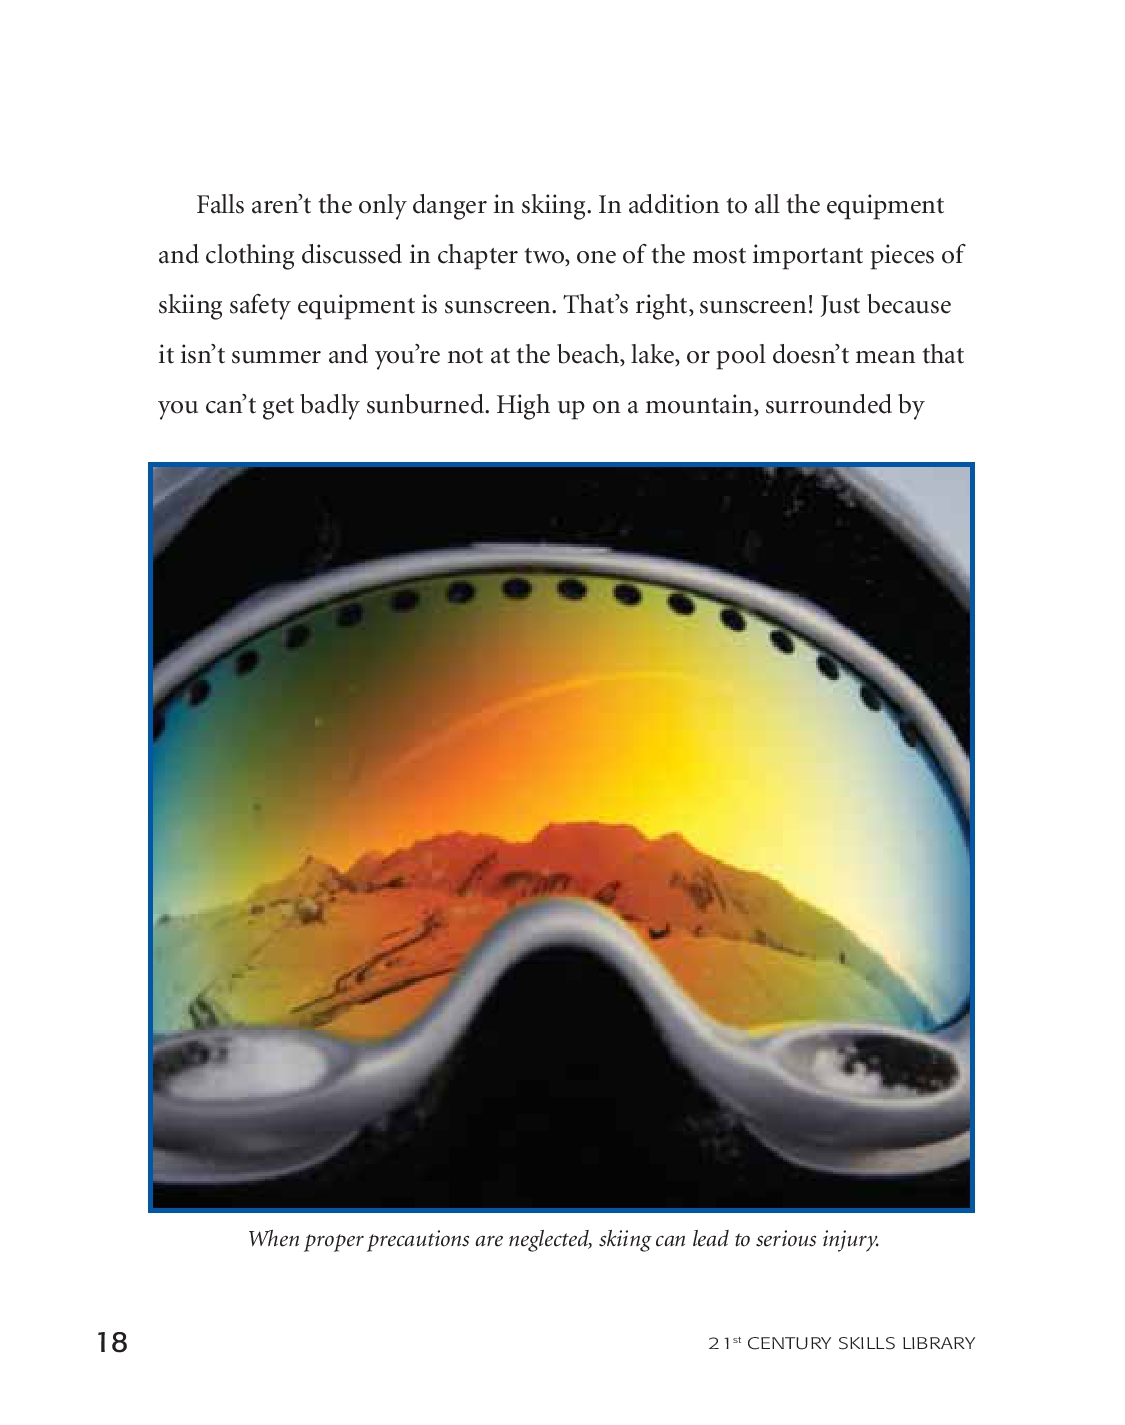 Falls aren’t the only danger in skiing. In addition to all the equipment
and clothing discussed in chapter two, one of the most important pieces of
skiing safety equipment is sunscreen. That’s right, sunscreen! Just because
it isn’t summer and you’re not at the beach, lake, or pool doesn’t mean that
you can’t get badly sunburned. High up on a mountain, surrounded by
When proper precautions are neglected, skiing can lead to serious injury.
18
21st CENTURY SKILLS LIBRARY